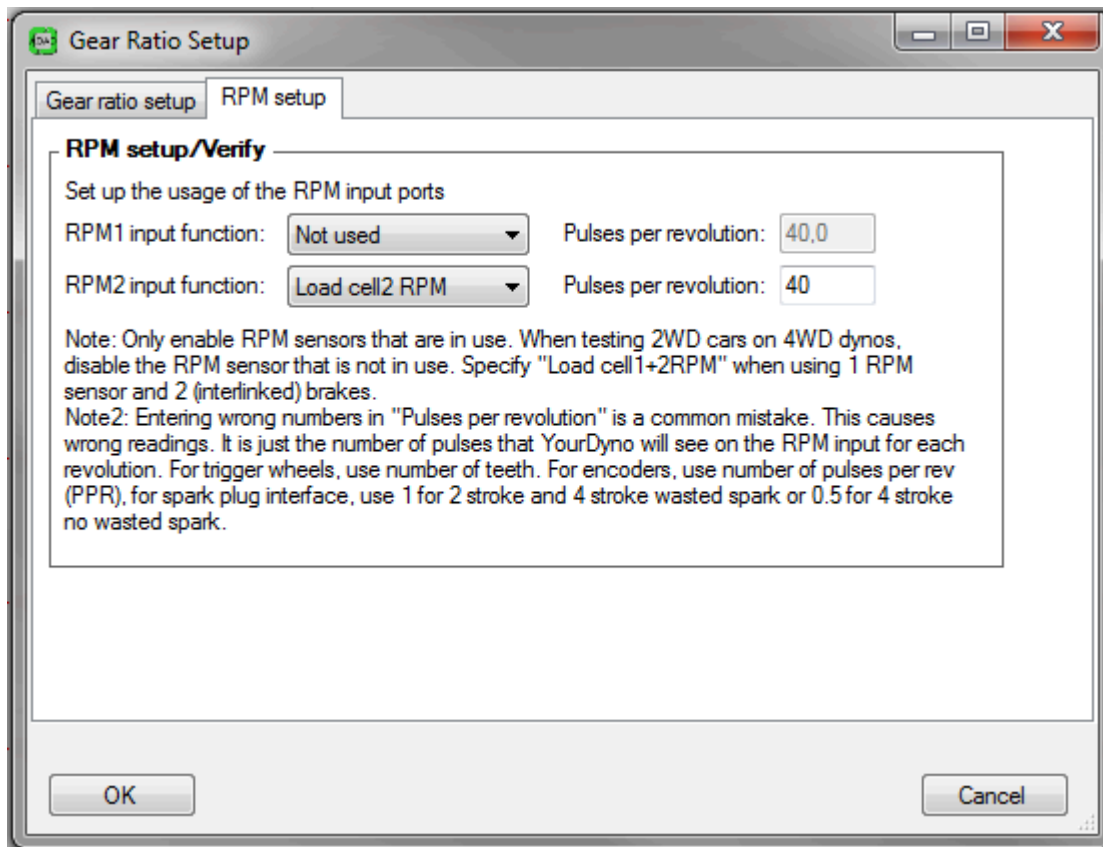 Gear Ratio Setup
Gear ratio setup
RPM setup
RPM setup/Verify
Set up the usage of the RPM input ports
RPM1 input function: Not used Pulses per revolution: 40,0
RPM2 input function: Load cell2 RPM Pulses per revolution: 40
Note: Only enable RPM sensors that are in use. When testing 2WD cars on 4WD dynos,
disable the RPM sensor that is not in use. Specify "Load cell1+2RPM" when using 1 RPM
sensor and 2 (interlinked) brakes.
Note2: Entering wrong numbers in "Pulses per revolution" is a common mistake. This causes
wrong readings. It is just the number of pulses that YourDyno will see on the RPM input for each
revolution. For trigger wheels, use number of teeth. For encoders, use number of pulses per rev
(PPR), for spark plug interface, use 1 for 2 stroke and 4 stroke wasted spark or 0.5 for 4 stroke
no wasted spark.
OK
Cancel